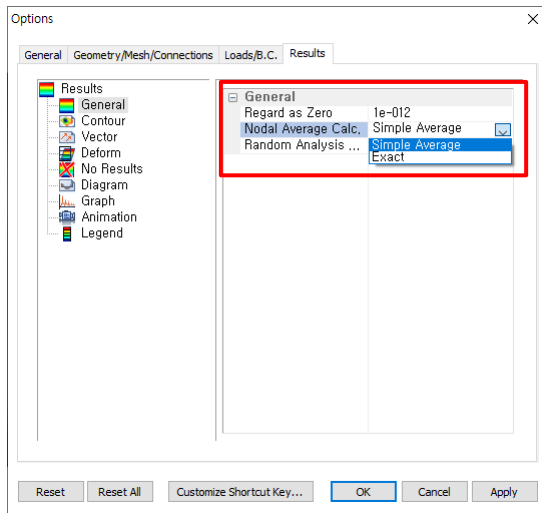 Options
General Geometry/Mesh/Connections Loads/B.C. Results
Results
General
Contour
Vector
Deform
No Results
Diagram
Graph
Animation
Legend
General
Regard as Zero 1e-012
Nodal Average Calc. Simple Average
Random Analysis ... Simple Average
Exact
Reset Reset All Customize Shortcut Key... OK Cancel Apply